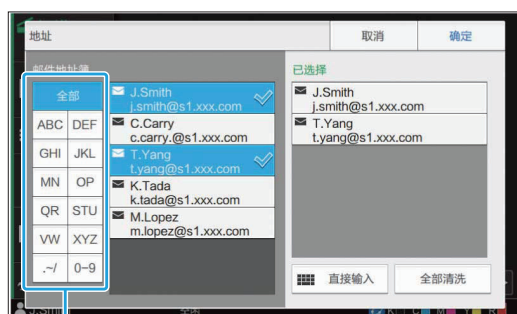 地址
取消
确定
邮件地址簿
已选择
全部
ABC DEF
GHI JKL
MN OP
QR STU
VW XYZ
.~/ 0-9
J.Smith
j.smith@s1.xxx.com
C.Carry
c.carry.@s1.xxx.com
T.Yang
t.yang@s1.xxx.com
K.Tada
k.tada@s1.xxx.com
M.Lopez
m.lopez@s1.xxx.com
J.Smith
j.smith@s1.xxx.com
T.Yang
t.yang@s1.xxx.com
直接输入
全部清洗
J.Smith